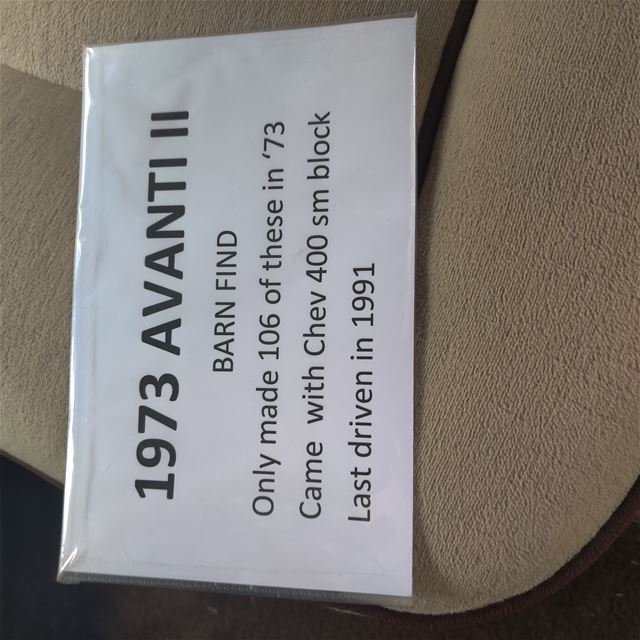 1973 AVANTI II
BARN FIND
Only made 106 of these in ‘73
Came with Chev 400 sm block
Last driven in 1991